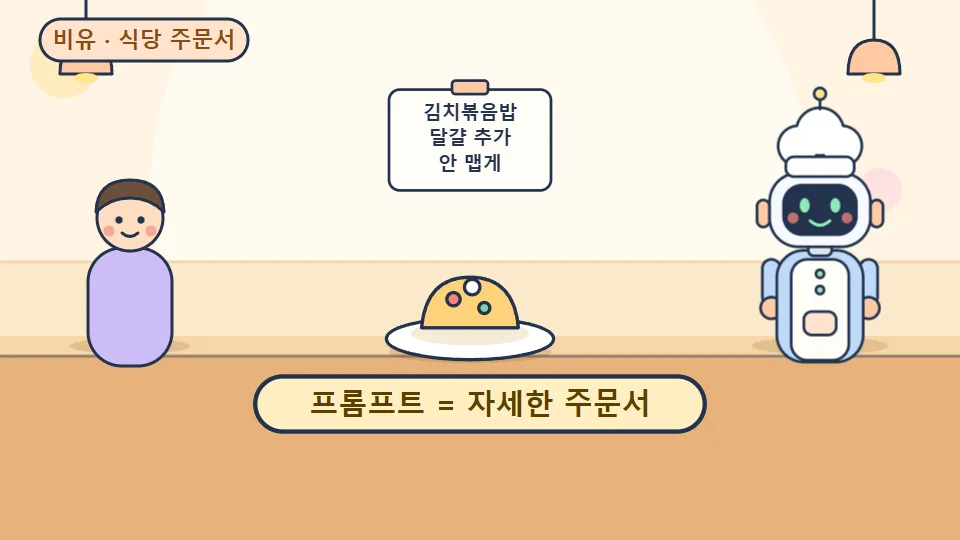 비유 · 식당 주문서
김치볶음밥
달걀 추가
안 맵게
프롬프트 = 자세한 주문서